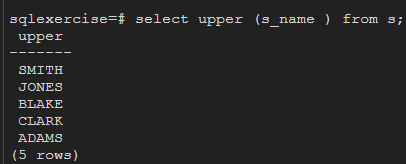 sqlexercise=# select upper (s_name ) from s;
upper
-------
SMITH
JONES
BLAKE
CLARK
ADAMS
(5 rows)